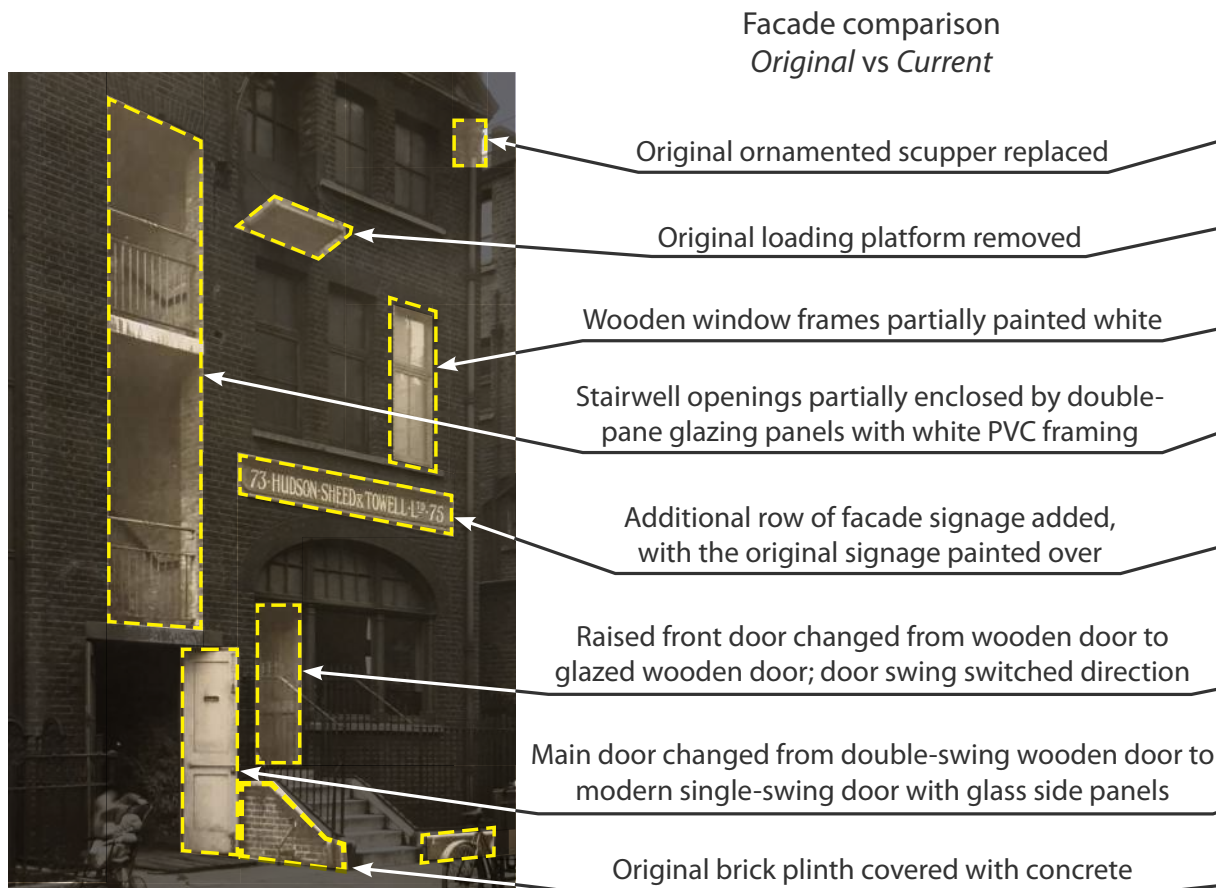 Facade comparison
Original vs Current
Original ornamented scupper replaced
Original loading platform removed
Wooden window frames partially painted white
Stairwell openings partially enclosed by double-
pane glazing panels with white PVC framing
73·HUDSON·SHEED & TOWELL·LTD·75
Additional row of facade signage added,
with the original signage painted over
Raised front door changed from wooden door to
glazed wooden door; door swing switched direction
Main door changed from double-swing wooden door to
modern single-swing door with glass side panels
Original brick plinth covered with concrete